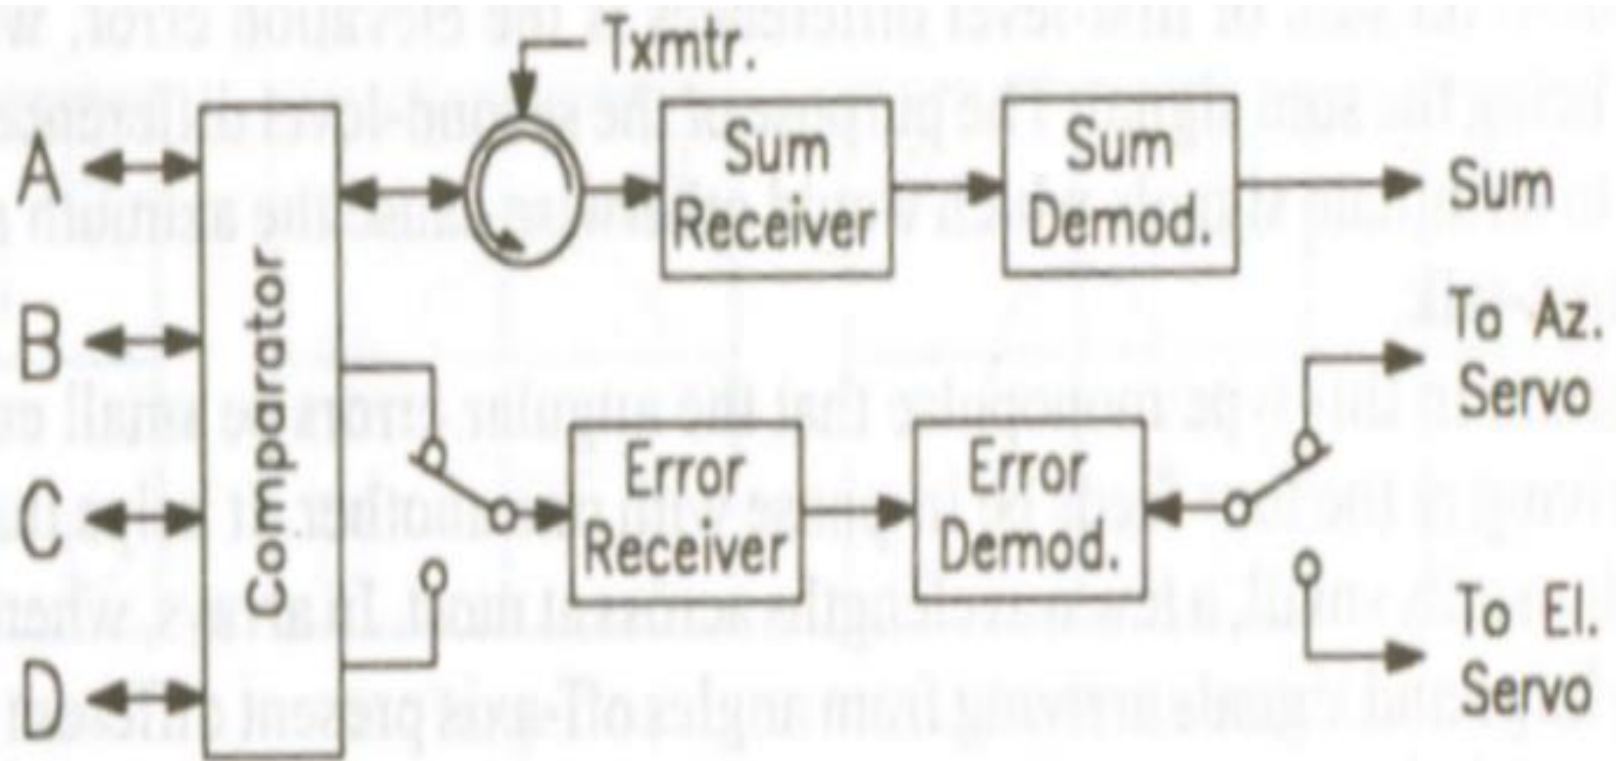 Txmtr.
A
B
C
D
Comparator
Sum
Receiver
Sum
Demod.
Sum
Error
Receiver
Error
Demod.
To Az.
Servo
To El.
Servo